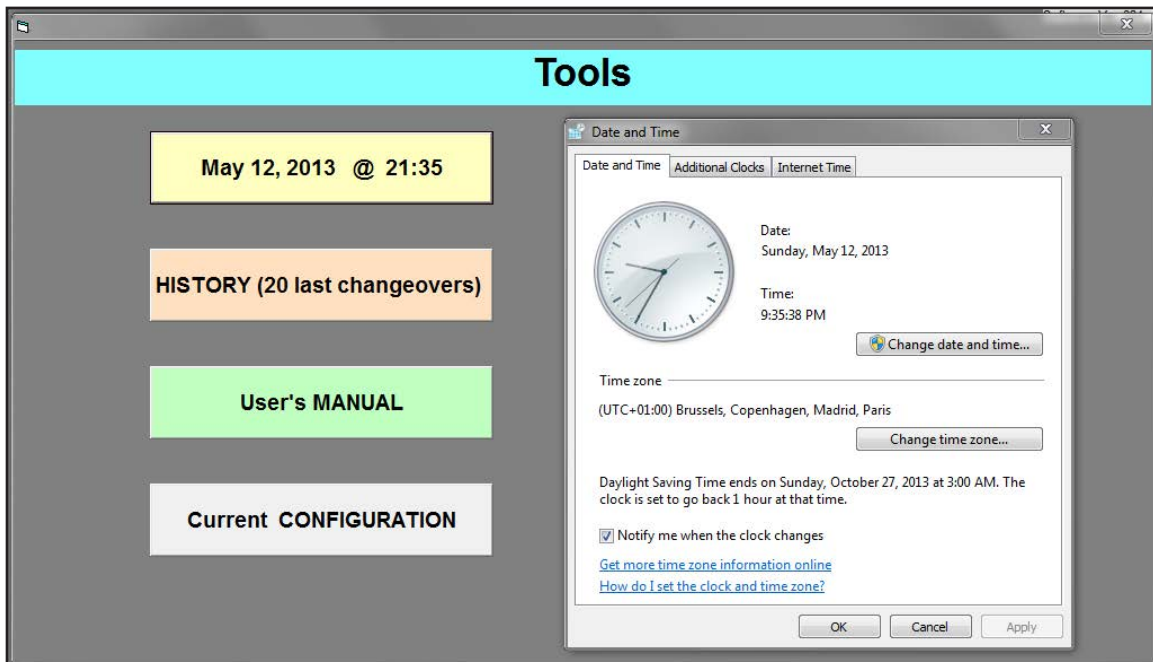 Tools
May 12, 2013 @ 21:35
HISTORY (20 last changeovers)
User's MANUAL
Current CONFIGURATION
Date and Time
Date and Time
Additional Clocks
Internet Time
Date:
Sunday, May 12, 2013
Time:
9:35:38 PM
Change date and time...
Time zone
(UTC+01:00) Brussels, Copenhagen, Madrid, Paris
Change time zone...
Daylight Saving Time ends on Sunday, October 27, 2013 at 3:00 AM. The
clock is set to go back 1 hour at that time.
Notify me when the clock changes
Get more time zone information online
How do I set the clock and time zone?
OK
Cancel
Apply